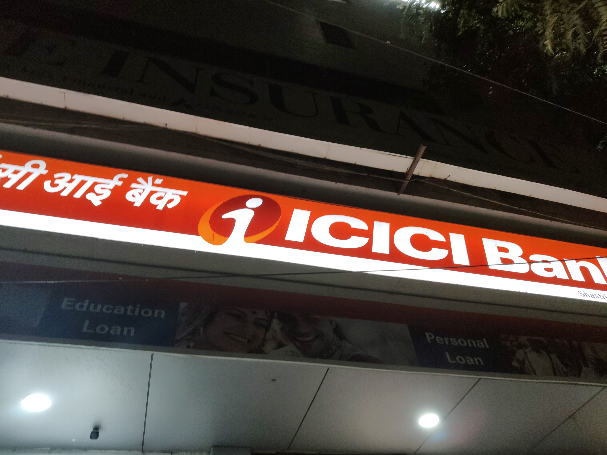 E INSURANCE
सी आई बैंक
ICICI Bank
Education
Loan
Personal
Loan